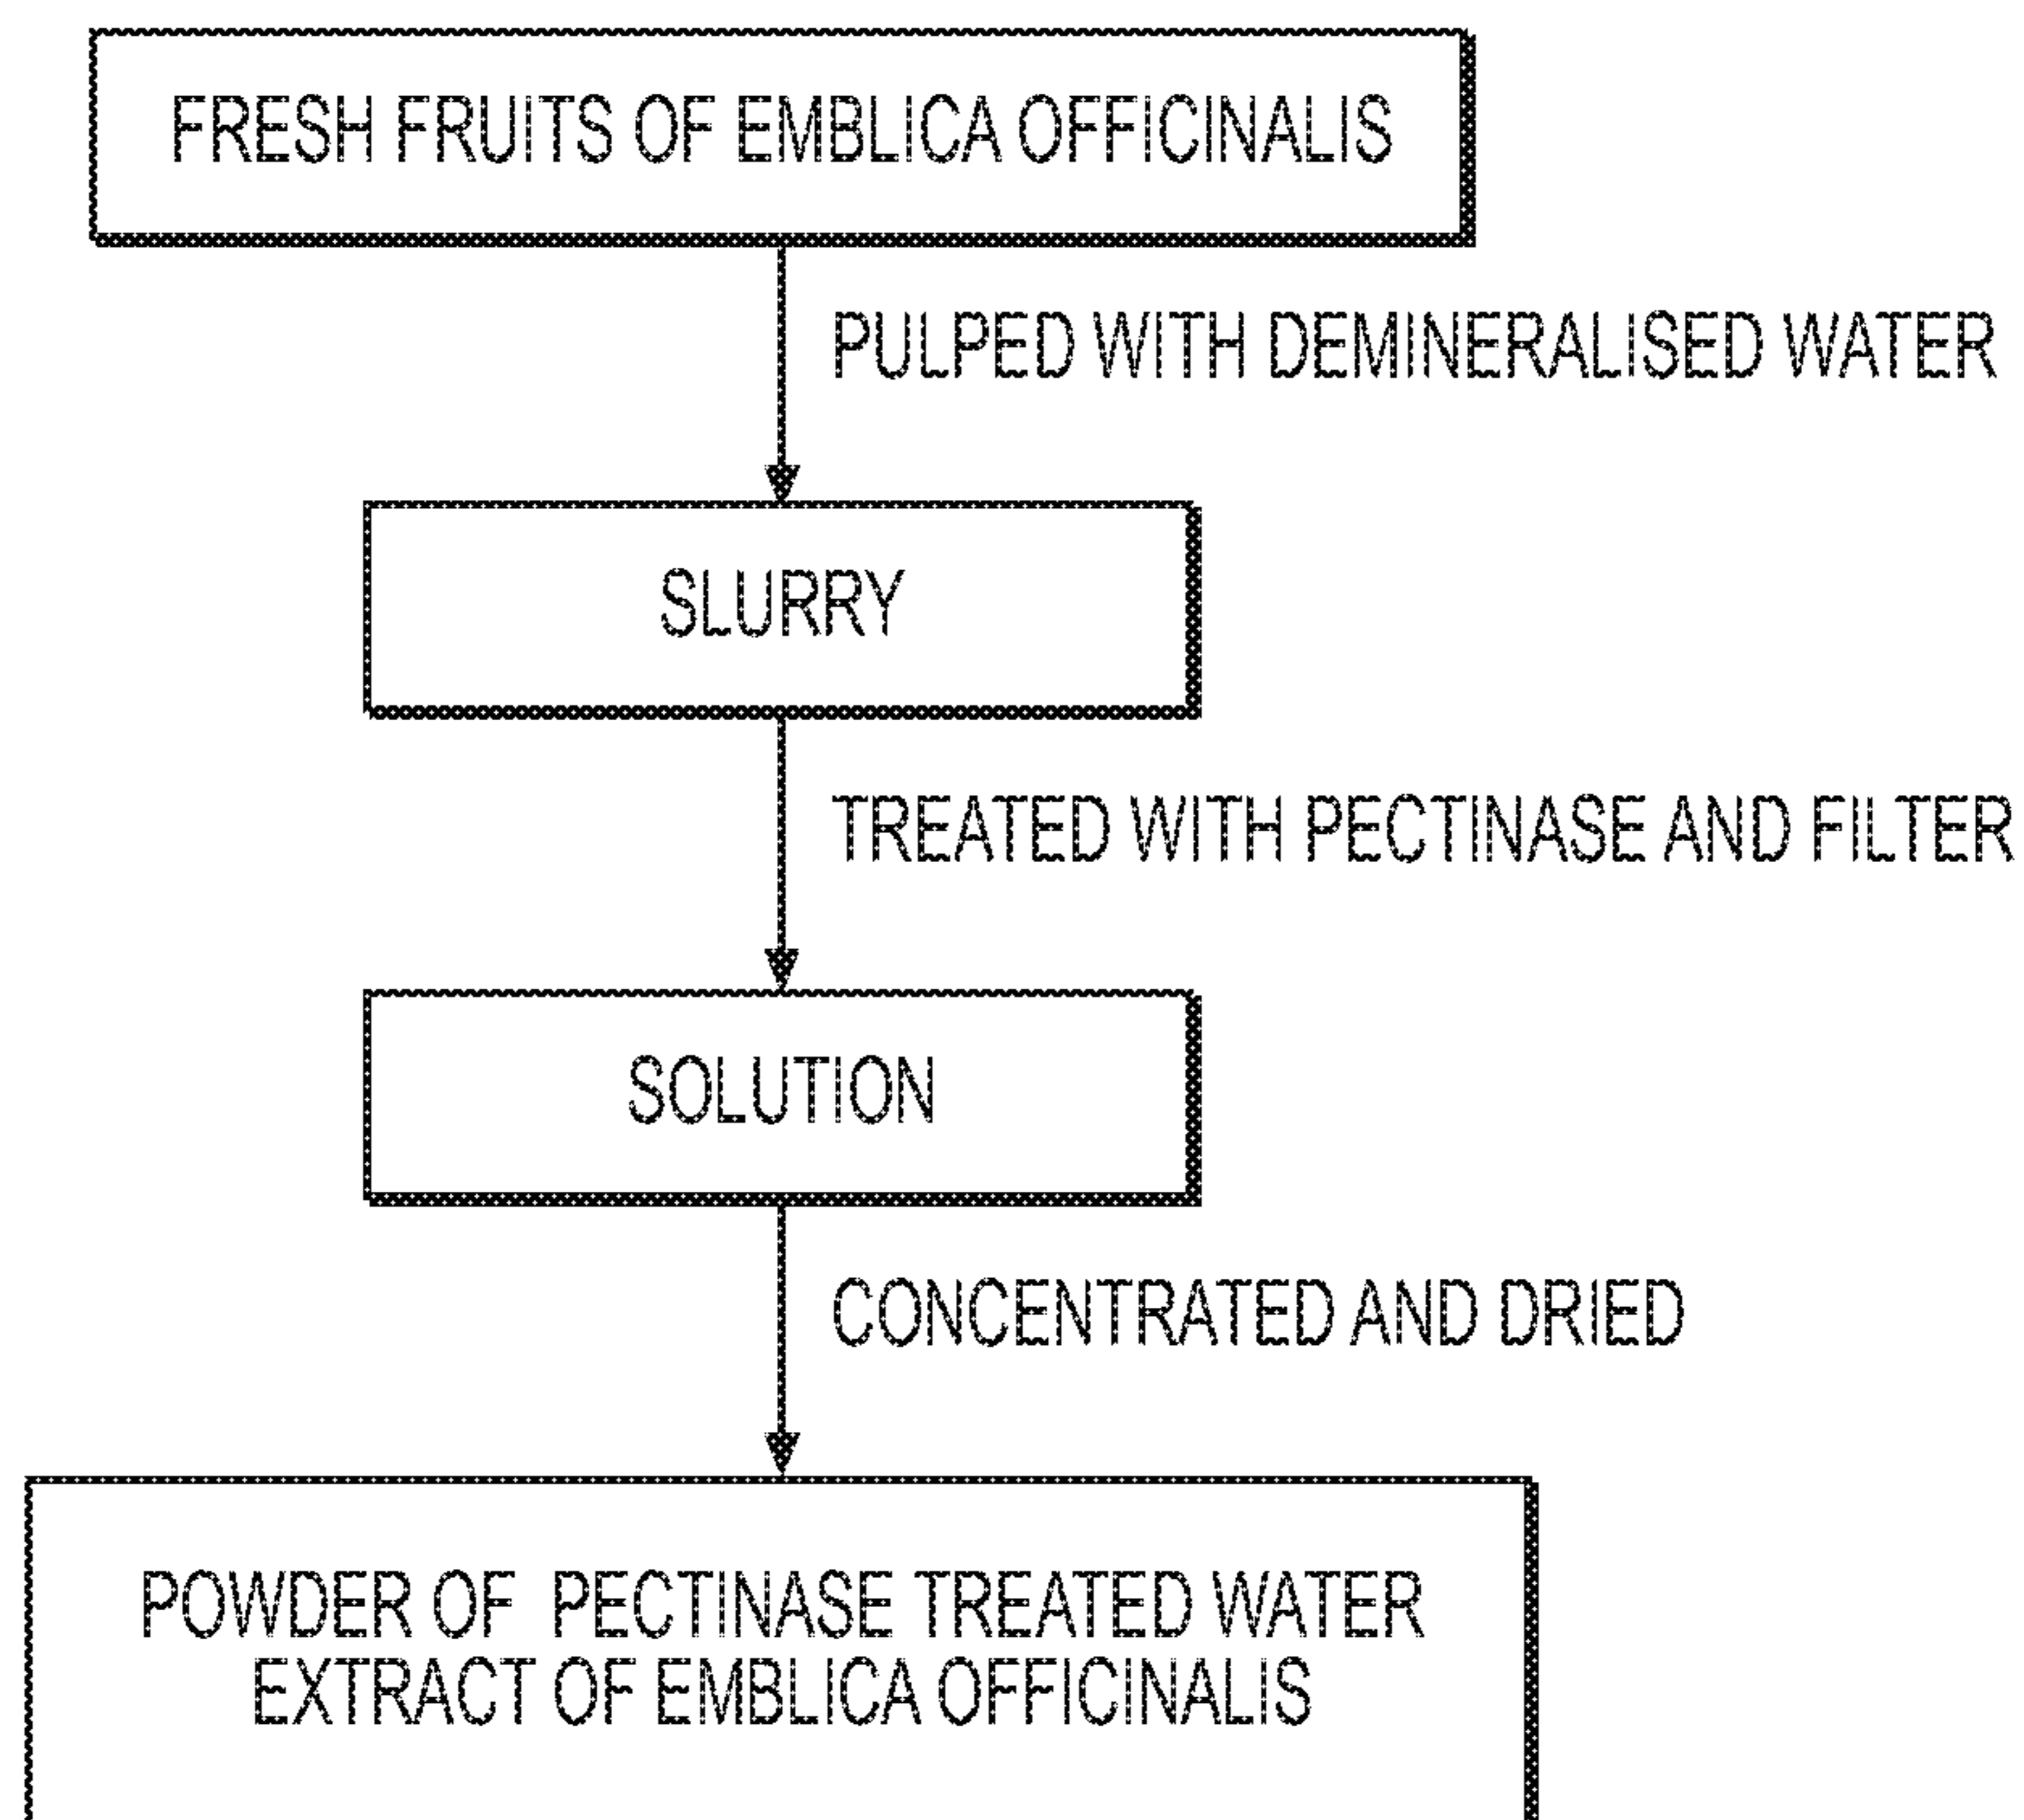 FRESH FRUITS OF EMBLICA OFFICINALIS
PULPED WITH DEMINERALISED WATER
SLURRY
TREATED WITH PECTINASE AND FILTER
SOLUTION
CONCENTRATED AND DRIED
POWDER OF PECTINASE TREATED WATER
EXTRACT OF EMBLICA OFFICINALIS